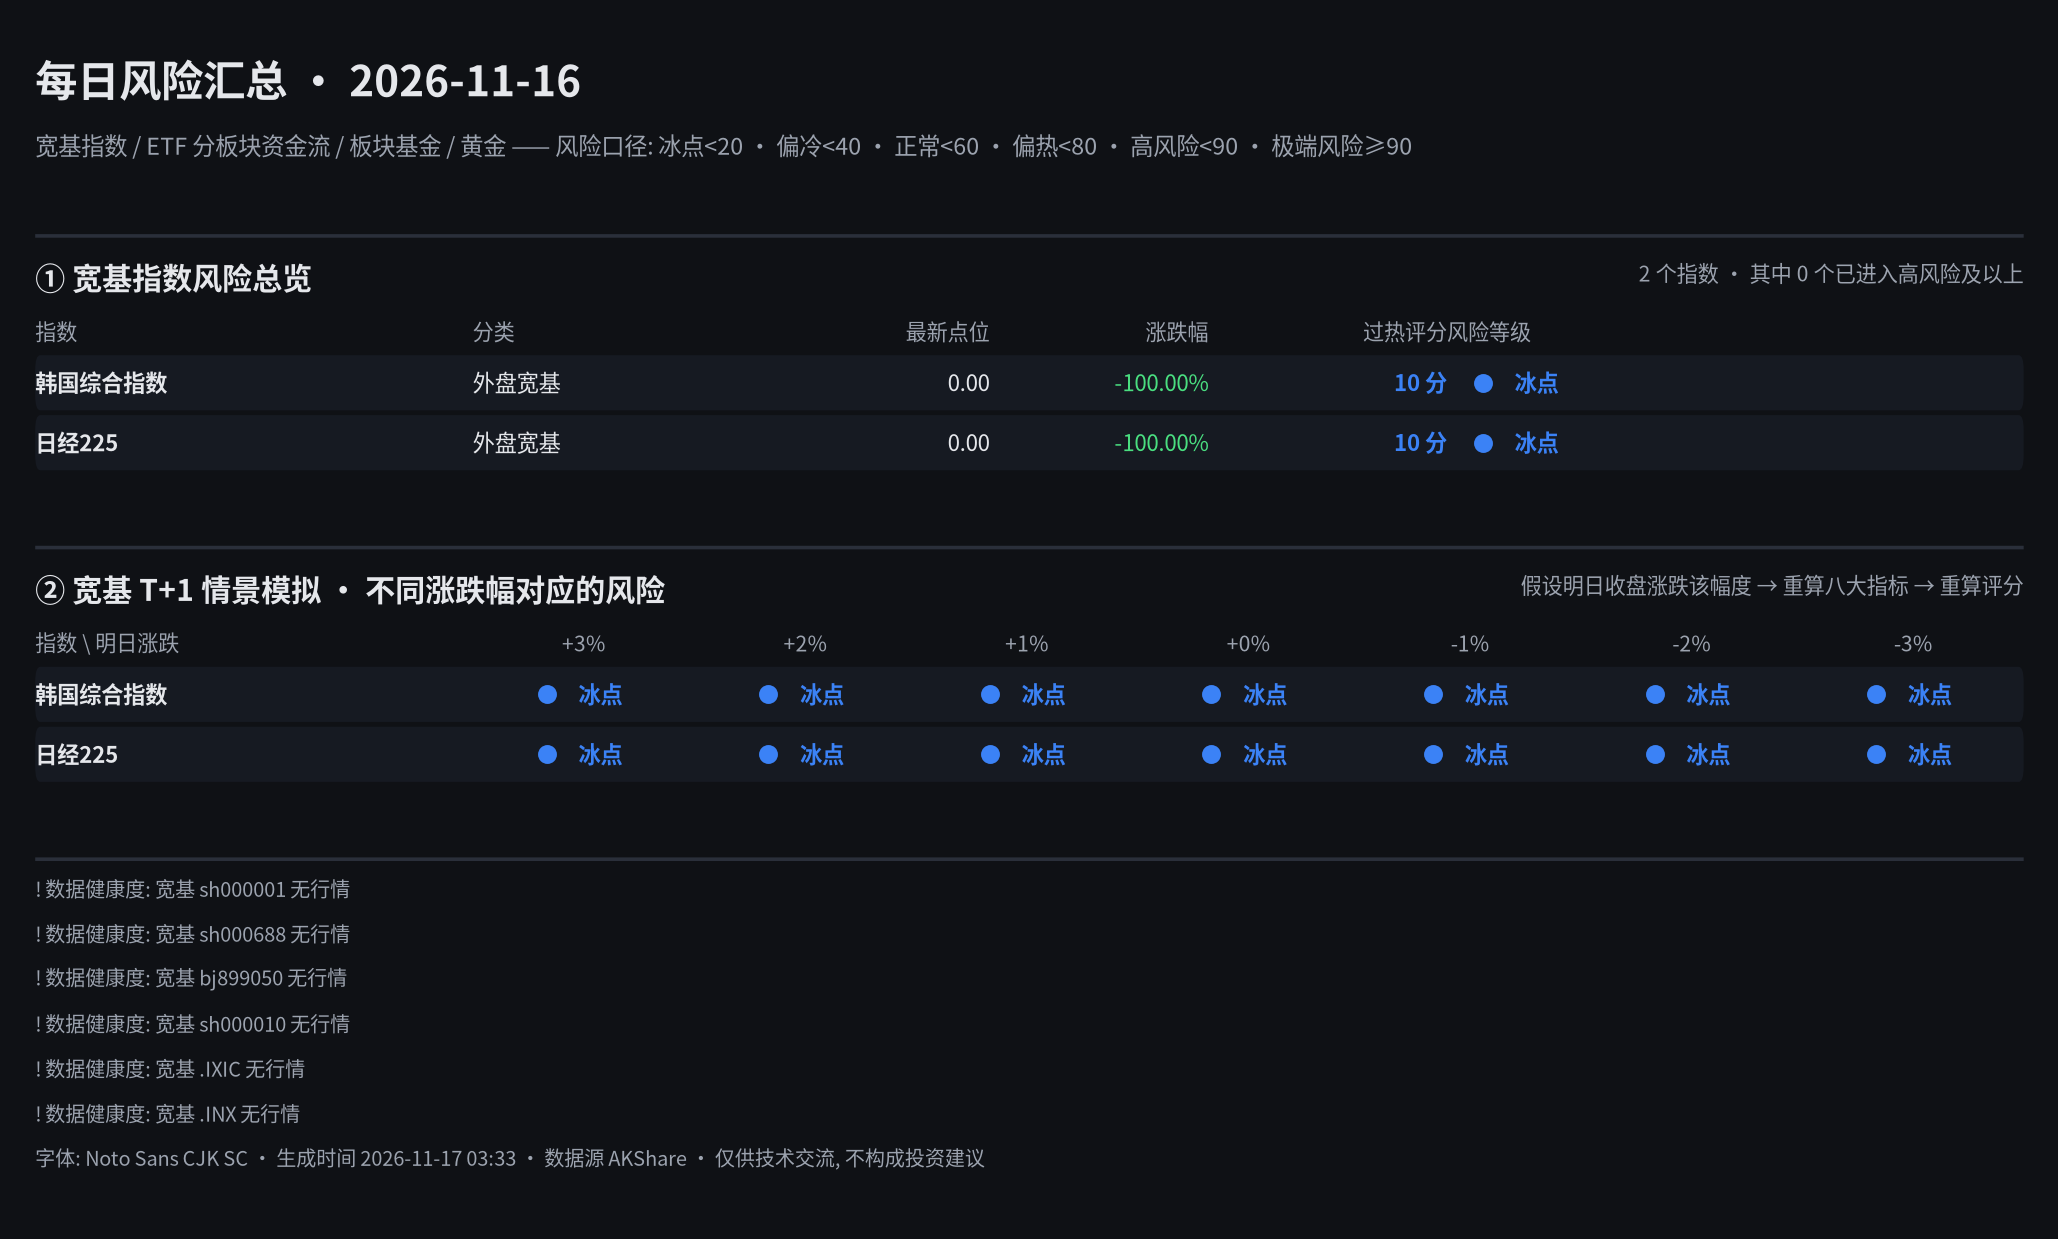 每日风险汇总 · 2026-11-16
宽基指数 / ETF 分板块资金流 / 板块基金 / 黄金 —— 风险口径: 冰点<20 · 偏冷<40 · 正常<60 · 偏热<80 · 高风险<90 · 极端风险≥90
① 宽基指数风险总览 2 个指数 · 其中 0 个已进入高风险及以上
指数 分类 最新点位 涨跌幅 过热评分风险等级
韩国综合指数 外盘宽基 0.00 -100.00% 10 分 冰点
日经225 外盘宽基 0.00 -100.00% 10 分 冰点
② 宽基 T+1 情景模拟 · 不同涨跌幅对应的风险 假设明日收盘涨跌该幅度 → 重算八大指标 → 重算评分
指数 \ 明日涨跌 +3% +2% +1% +0% -1% -2% -3%
韩国综合指数 冰点 冰点 冰点 冰点 冰点 冰点 冰点
日经225 冰点 冰点 冰点 冰点 冰点 冰点 冰点
! 数据健康度: 宽基 sh000001 无行情
! 数据健康度: 宽基 sh000688 无行情
! 数据健康度: 宽基 bj899050 无行情
! 数据健康度: 宽基 sh000010 无行情
! 数据健康度: 宽基 .IXIC 无行情
! 数据健康度: 宽基 .INX 无行情
字体: Noto Sans CJK SC · 生成时间 2026-11-17 03:33 · 数据源 AKShare · 仅供技术交流, 不构成投资建议